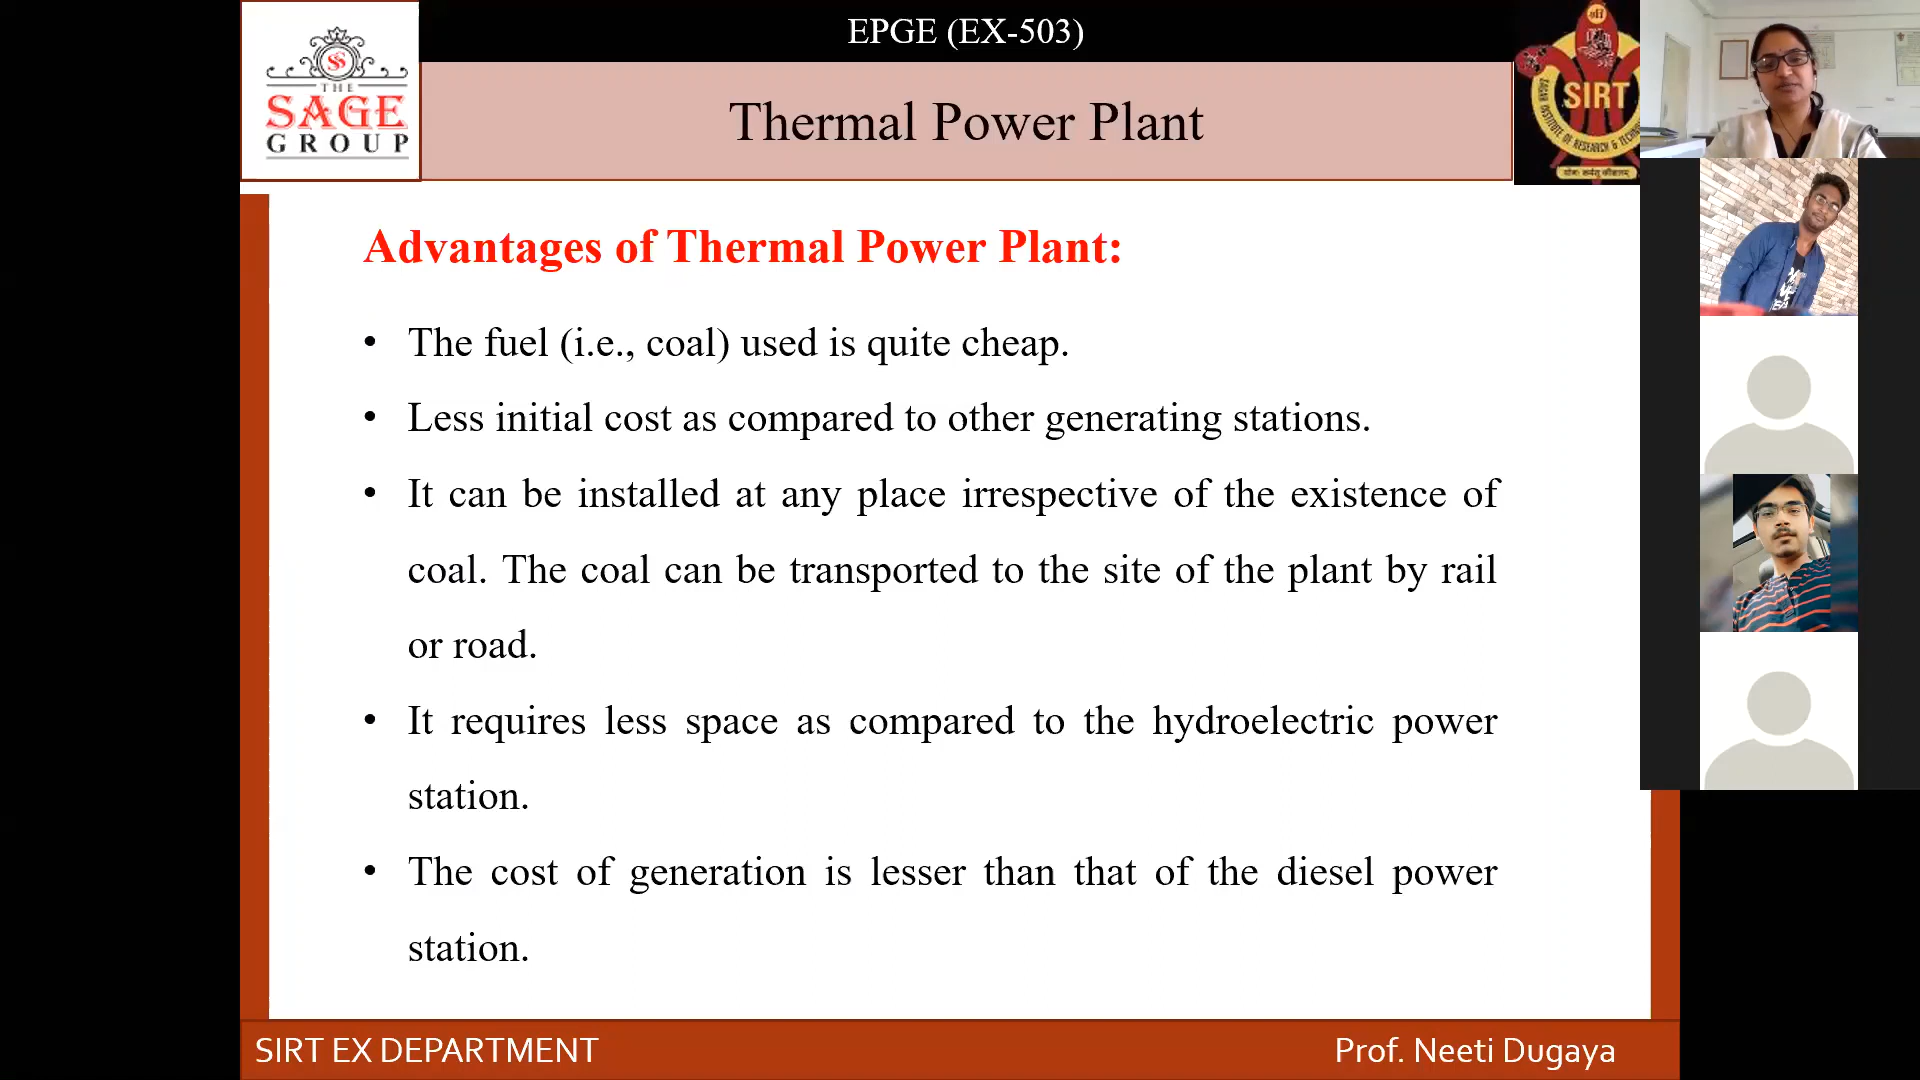 EPGE (EX-503)
THE
SAGE
GROUP
Thermal Power Plant
SIRT
Advantages of Thermal Power Plant:
• The fuel (i.e., coal) used is quite cheap.
• Less initial cost as compared to other generating stations.
• It can be installed at any place irrespective of the existence of
coal. The coal can be transported to the site of the plant by rail
or road.
• It requires less space as compared to the hydroelectric power
station.
• The cost of generation is lesser than that of the diesel power
station.
SIRT EX DEPARTMENT
Prof. Neeti Dugaya